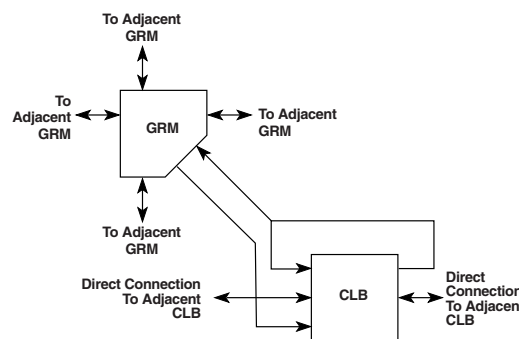 To Adjacent
GRM
To
Adjacent
GRM
GRM
To Adjacent
GRM
To Adjacent
GRM
Direct Connection
To Adjacent
CLB
CLB
Direct
Connection
To Adjacent
CLB